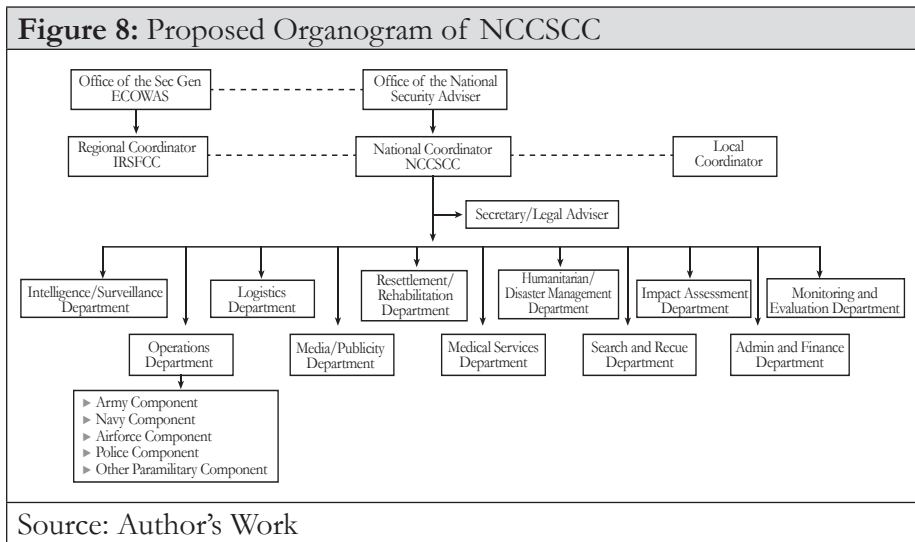 Figure 8: Proposed Organogram of NCCSCC
Office of the Sec Gen
ECOWAS
Office of the National
Security Adviser
Regional Coordinator
IRSFCC
National Coordinator
NCCSCC
Local
Coordinator
Secretary/Legal Adviser
Intelligence/Surveillance
Department
Logistics
Department
Resettlement/
Rehabilitation
Department
Humanitarian/
Disaster Management
Department
Impact Assessment
Department
Monitoring and
Evaluation Department
Operations
Department
Media/Publicity
Department
Medical Services
Department
Search and Recue
Department
Admin and Finance
Department
▶ Army Component
▶ Navy Component
▶ Airforce Component
▶ Police Component
▶ Other Paramilitary Component
Source: Author's Work